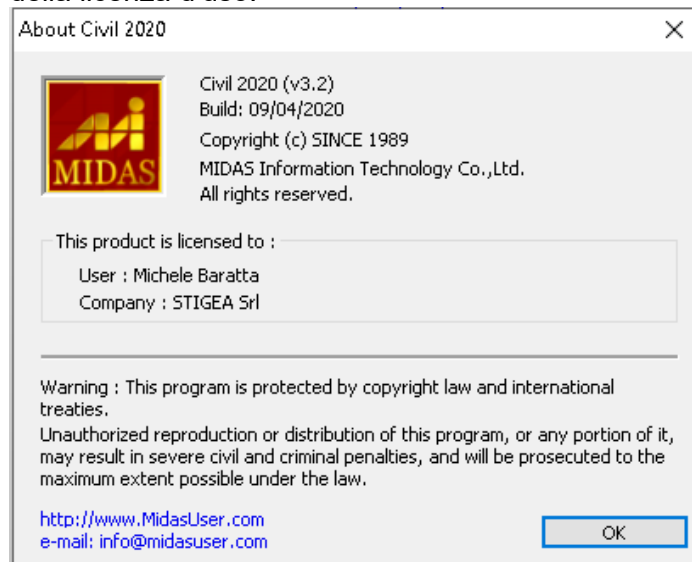 della licenza d'uso.
About Civil 2020
MIDAS
Civil 2020 (v3.2)
Build: 09/04/2020
Copyright (c) SINCE 1989
MIDAS Information Technology Co.,Ltd.
All rights reserved.
This product is licensed to :
User : Michele Baratta
Company : STIGEA Srl
Warning : This program is protected by copyright law and international
treaties.
Unauthorized reproduction or distribution of this program, or any portion of it,
may result in severe civil and criminal penalties, and will be prosecuted to the
maximum extent possible under the law.
http://www.MidasUser.com
e-mail: info@midasuser.com
OK